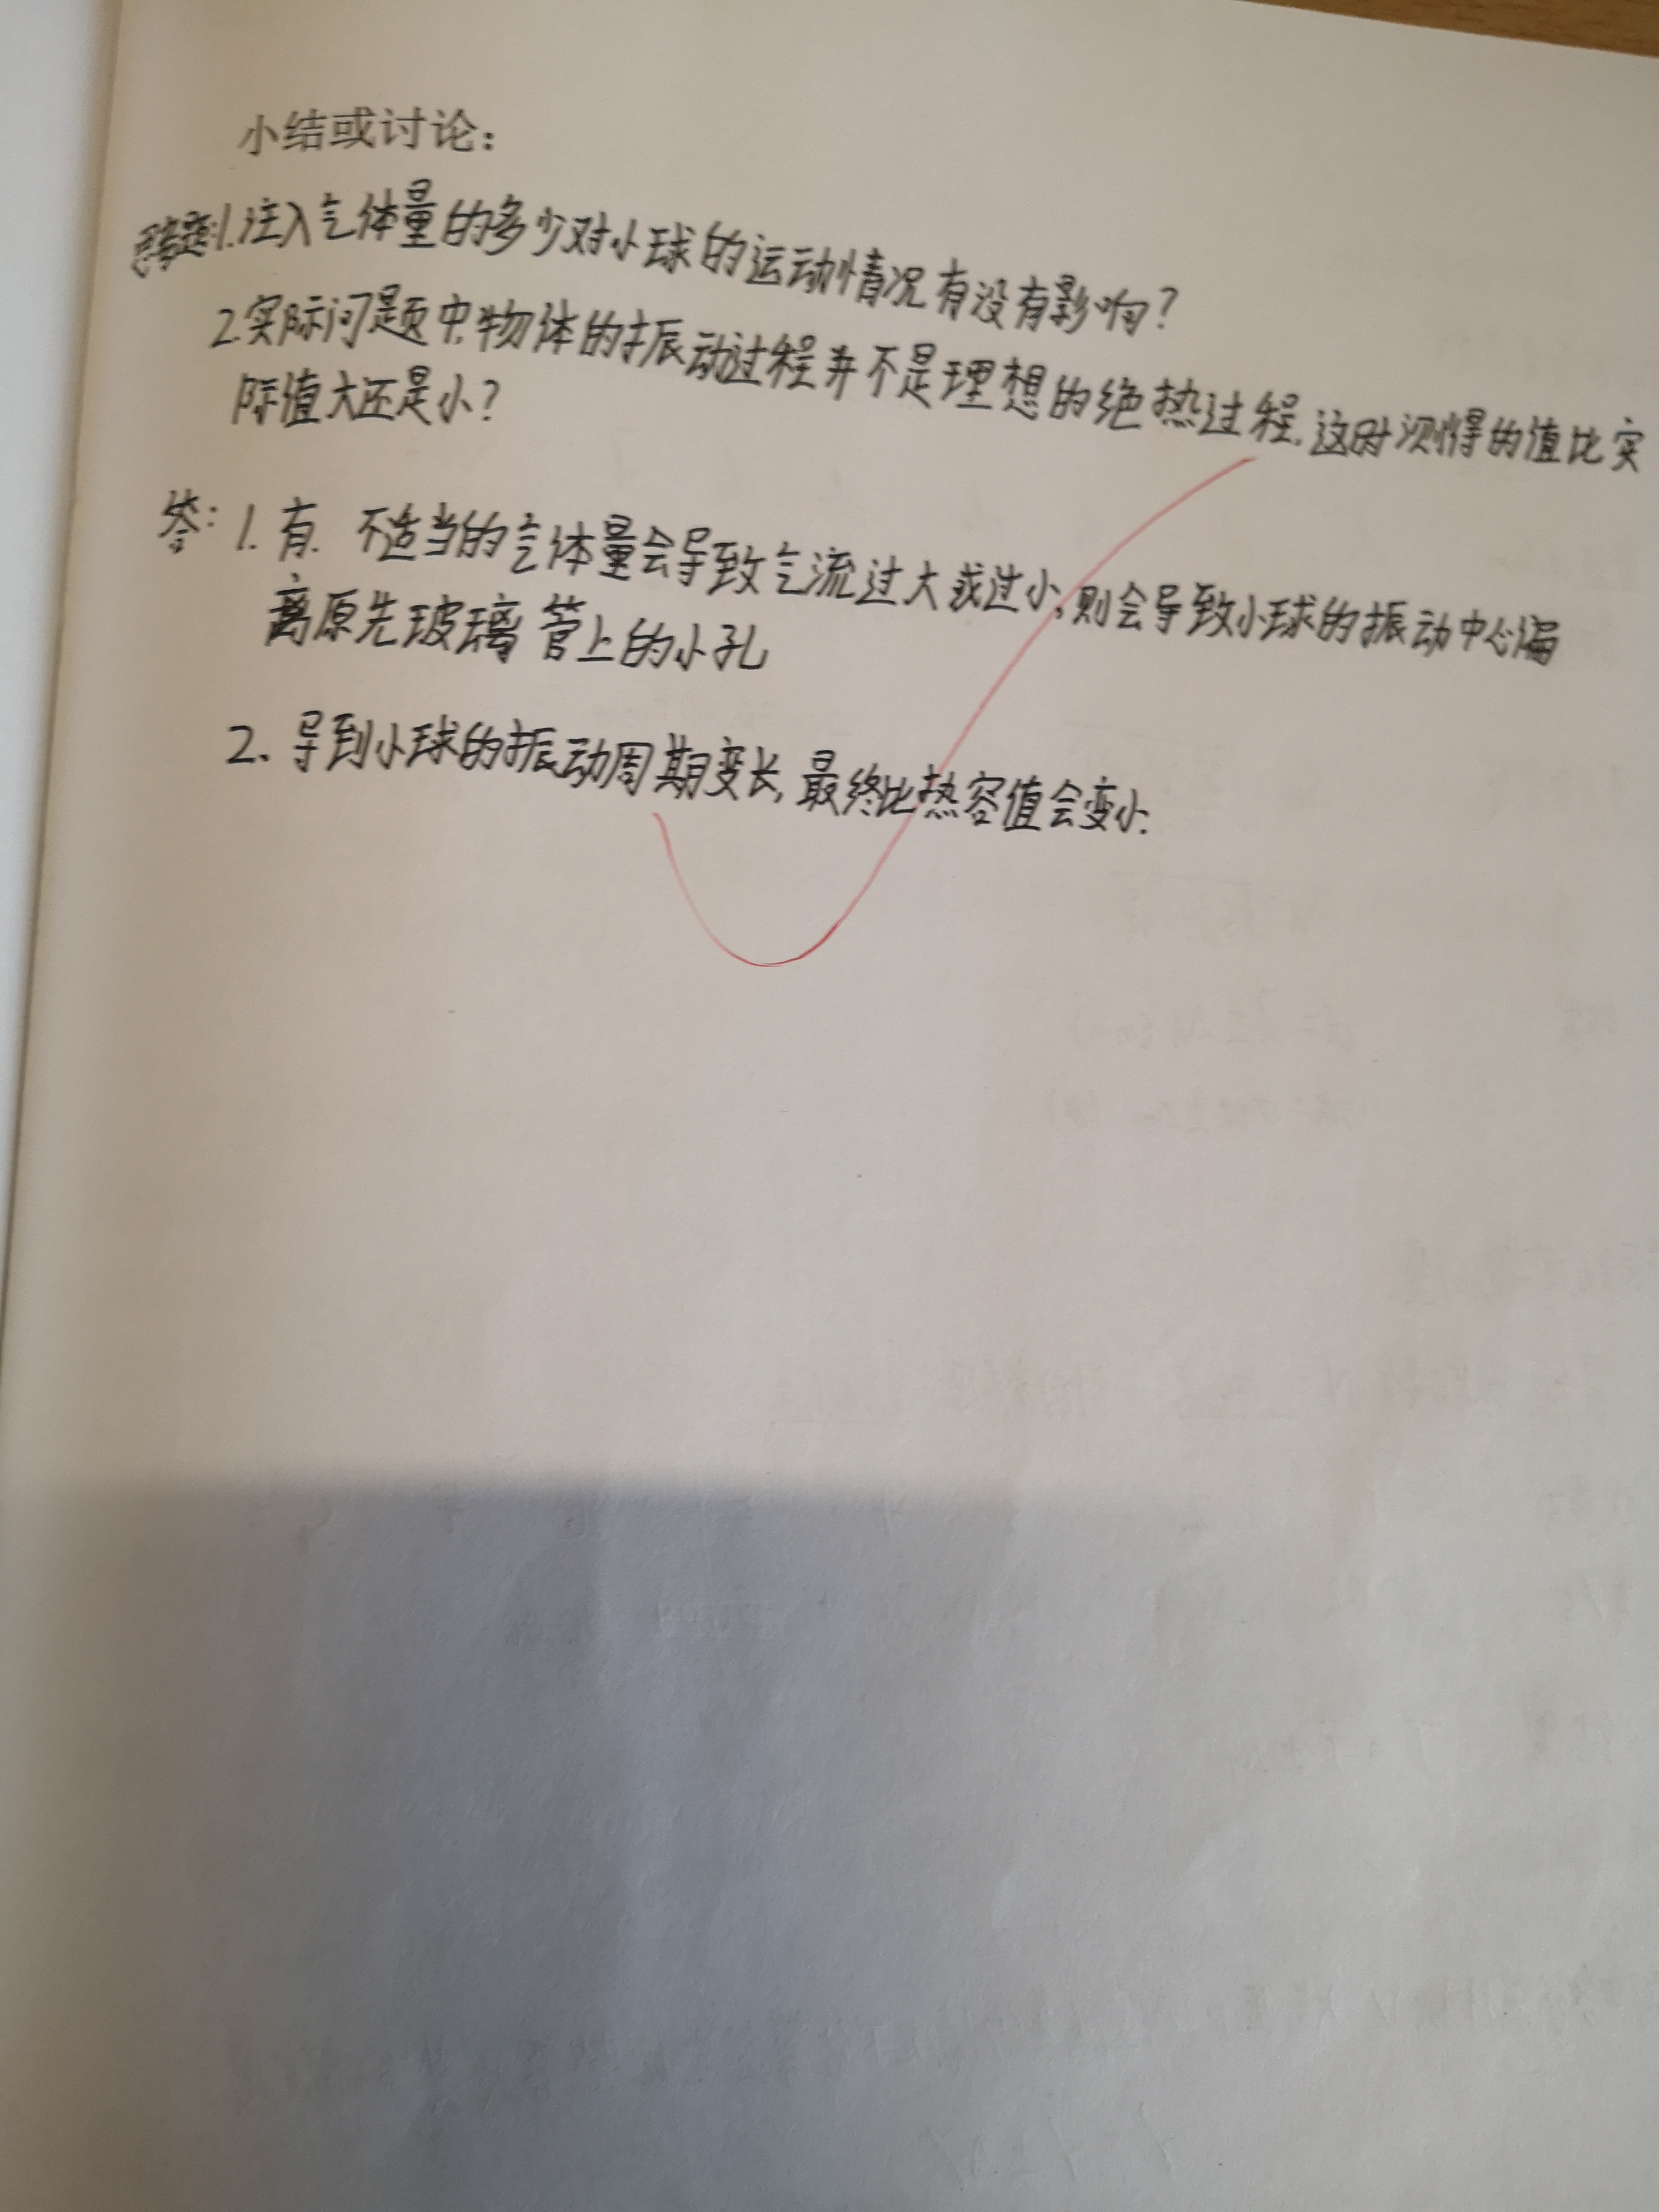 小结或讨论:
思考题:1.注入气体量的多少对小球的运动情况有没有影响?
2.实际问题中,物体的振动过程并不是理想的绝热过程,这时测得的值比实
际值大还是小?
答:1.有.不适当的气体量会导致气流过大或过小,则会导致小球的振动中心偏
离原先玻璃管上的小孔
2.导到小球的振动周期变长,最终比热容值会变小.